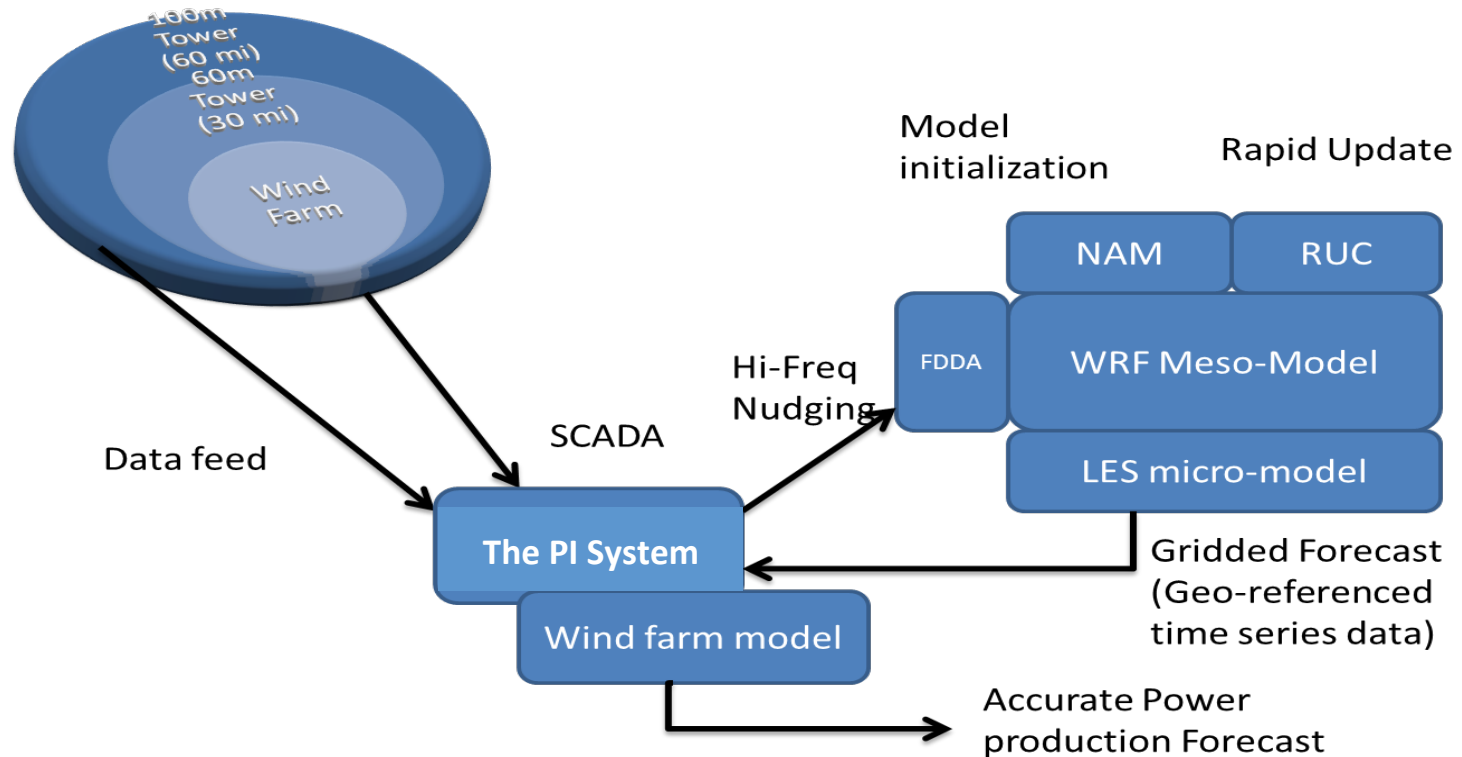 100m
Tower
(60 mi)
60m
Tower
(30 mi)
Wind
Farm
Model
initialization
Rapid Update
NAM
RUC
FDDA
WRF Meso-Model
Hi-Freq
Nudging
SCADA
Data feed
LES micro-model
The PI System
Gridded Forecast
(Geo-referenced
time series data)
Wind farm model
Accurate Power
production Forecast